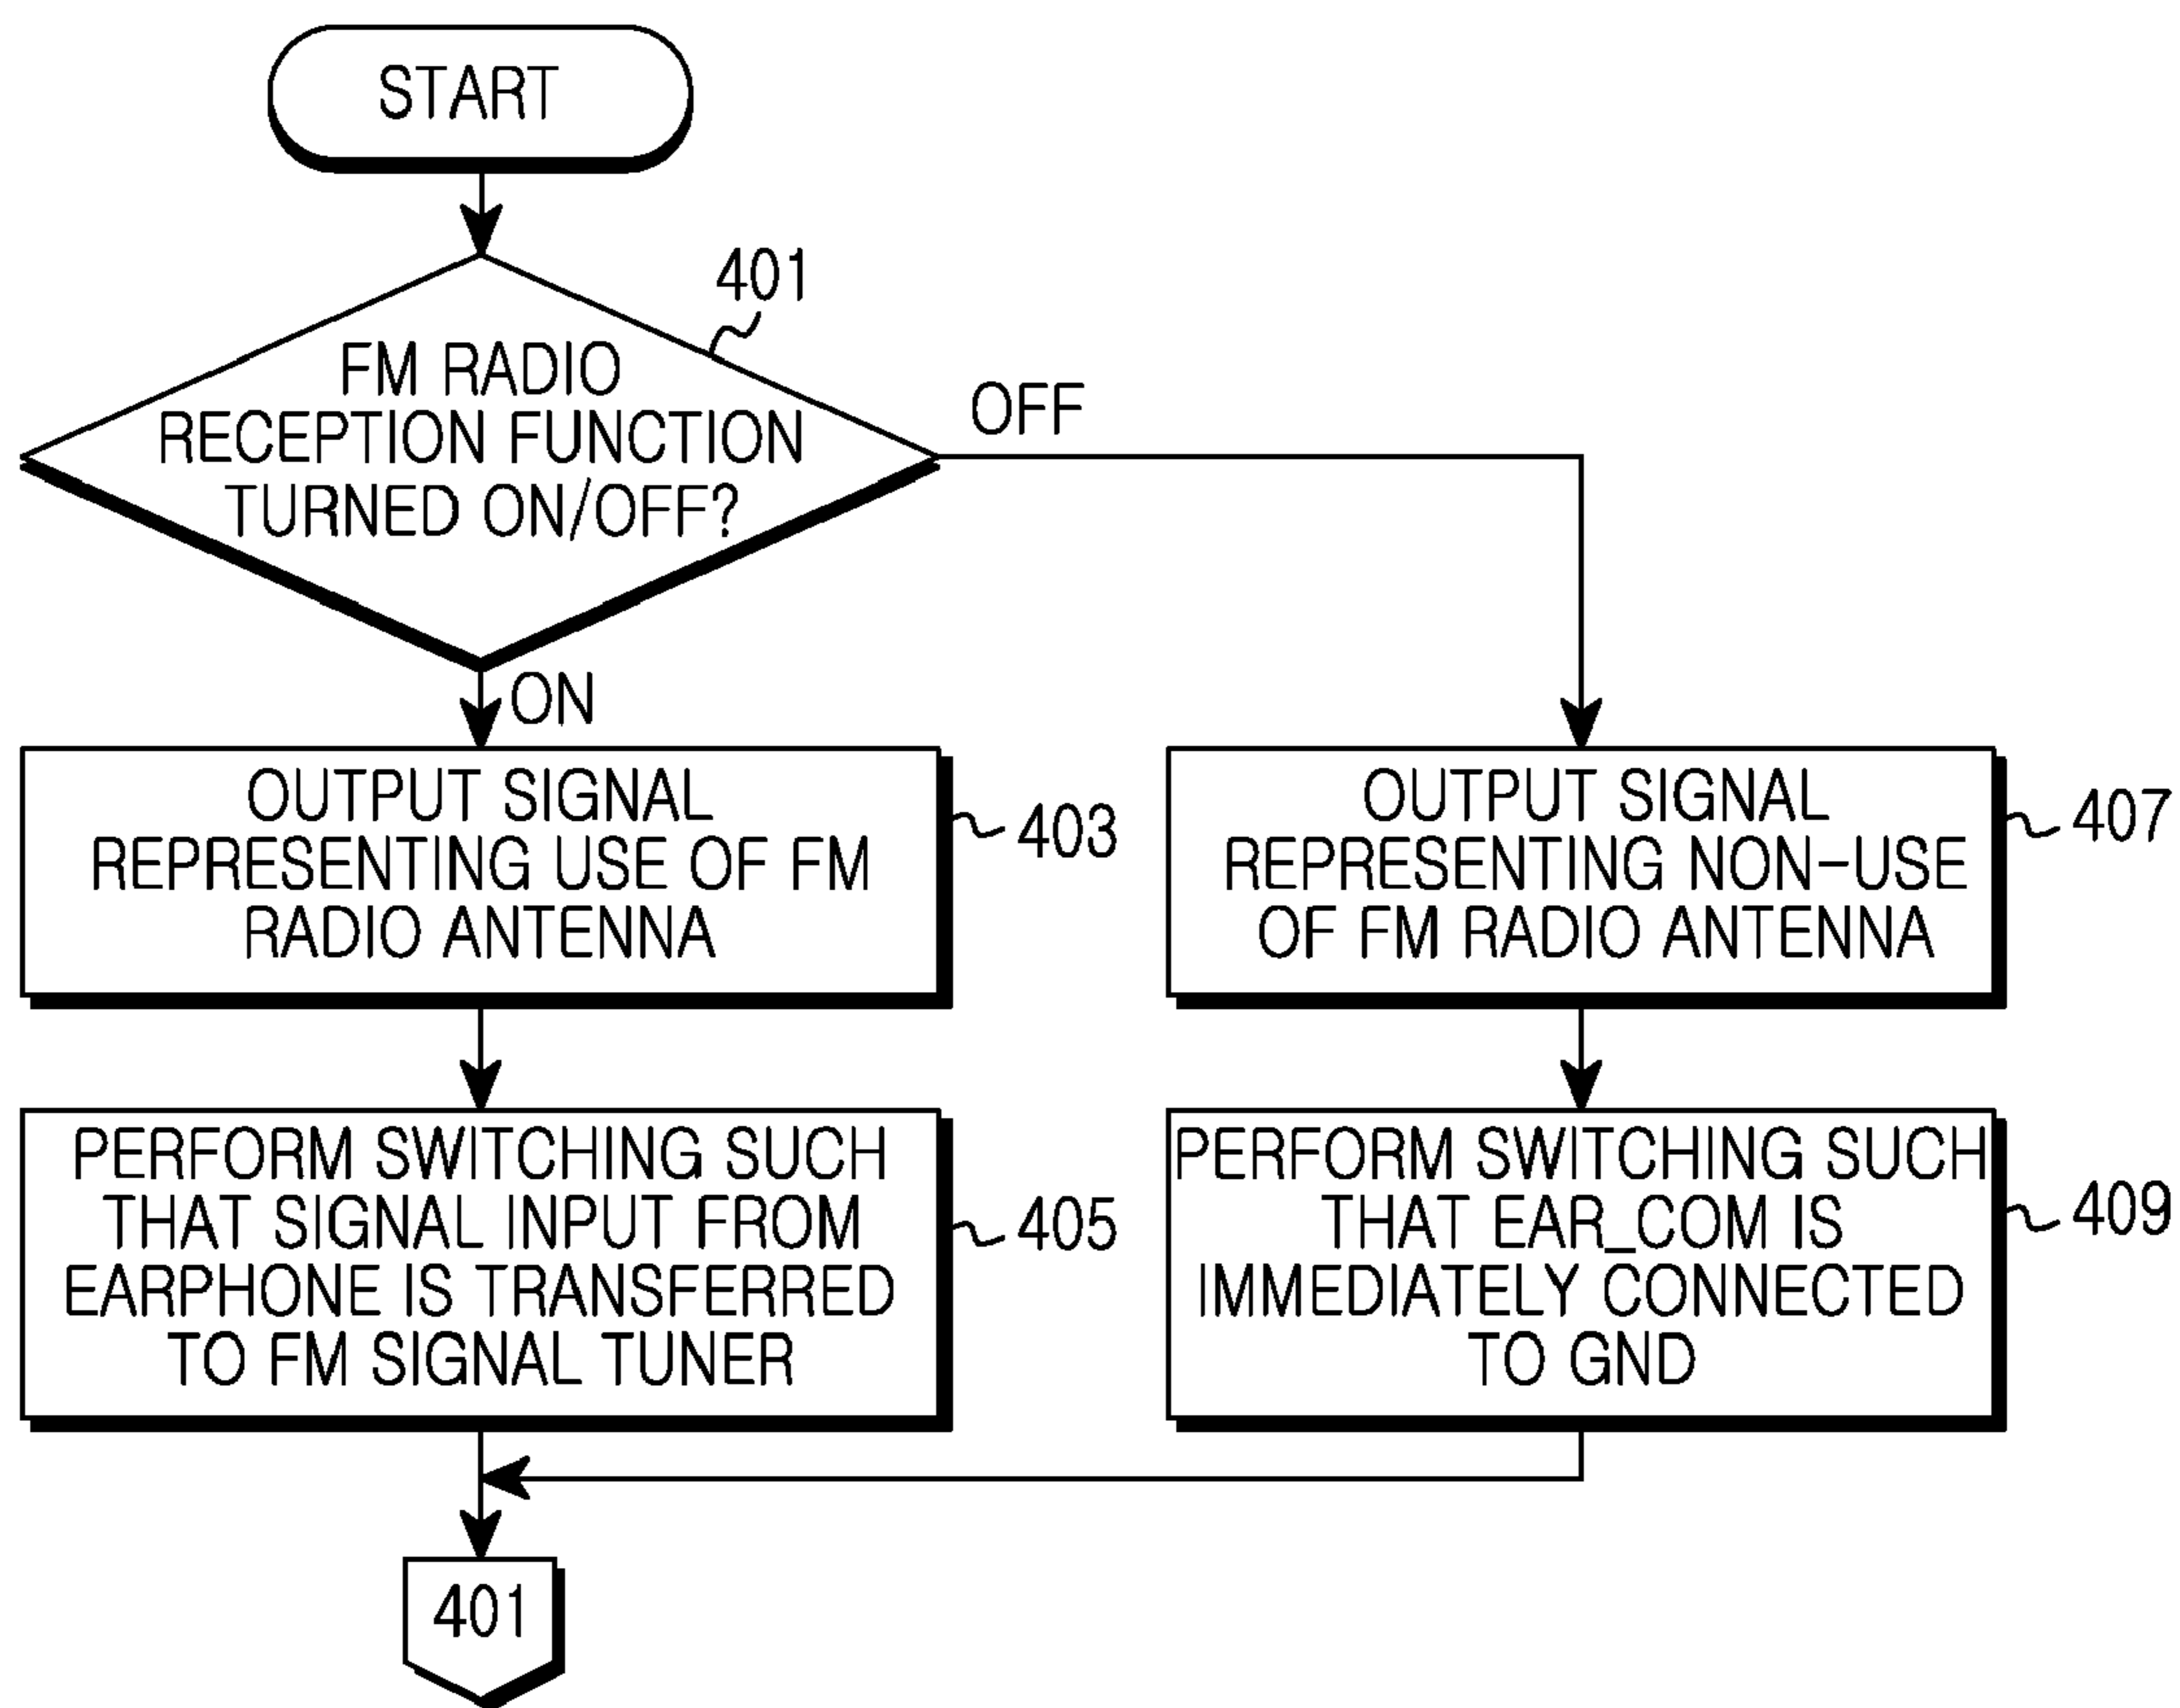 START
401
FM RADIO
RECEPTION FUNCTION
TURNED ON/OFF?
OFF
ON
OUTPUT SIGNAL
REPRESENTING USE OF FM
RADIO ANTENNA
403
OUTPUT SIGNAL
REPRESENTING NON-USE
OF FM RADIO ANTENNA
407
PERFORM SWITCHING SUCH
THAT SIGNAL INPUT FROM
EARPHONE IS TRANSFERRED
TO FM SIGNAL TUNER
405
PERFORM SWITCHING SUCH
THAT EAR_COM IS
IMMEDIATELY CONNECTED
TO GND
409
401